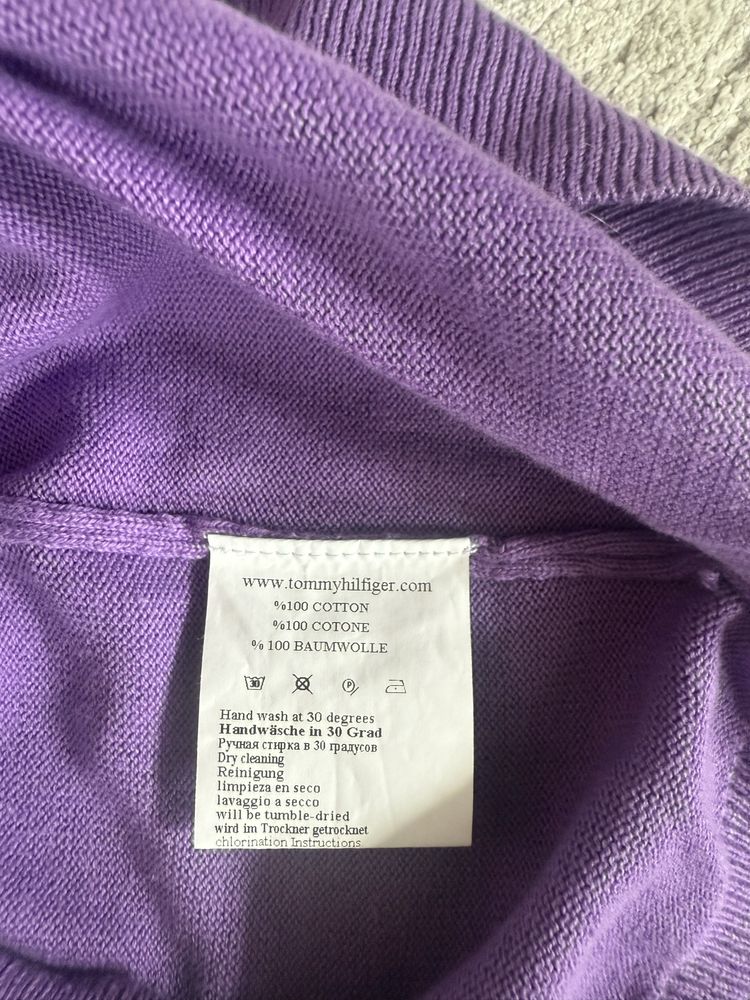 www.tommyhilfiger.com
%100 COTTON
%100 COTONE
% 100 BAUMWOLLE
30 P
Hand wash at 30 degrees
Handwäsche in 30 Grad
Ручная стирка в 30 градусов
Dry cleaning
Reinigung
limpieza en seco
lavaggio a secco
will be tumble-dried
wird im Trockner getrocknet
chlorination Instructions